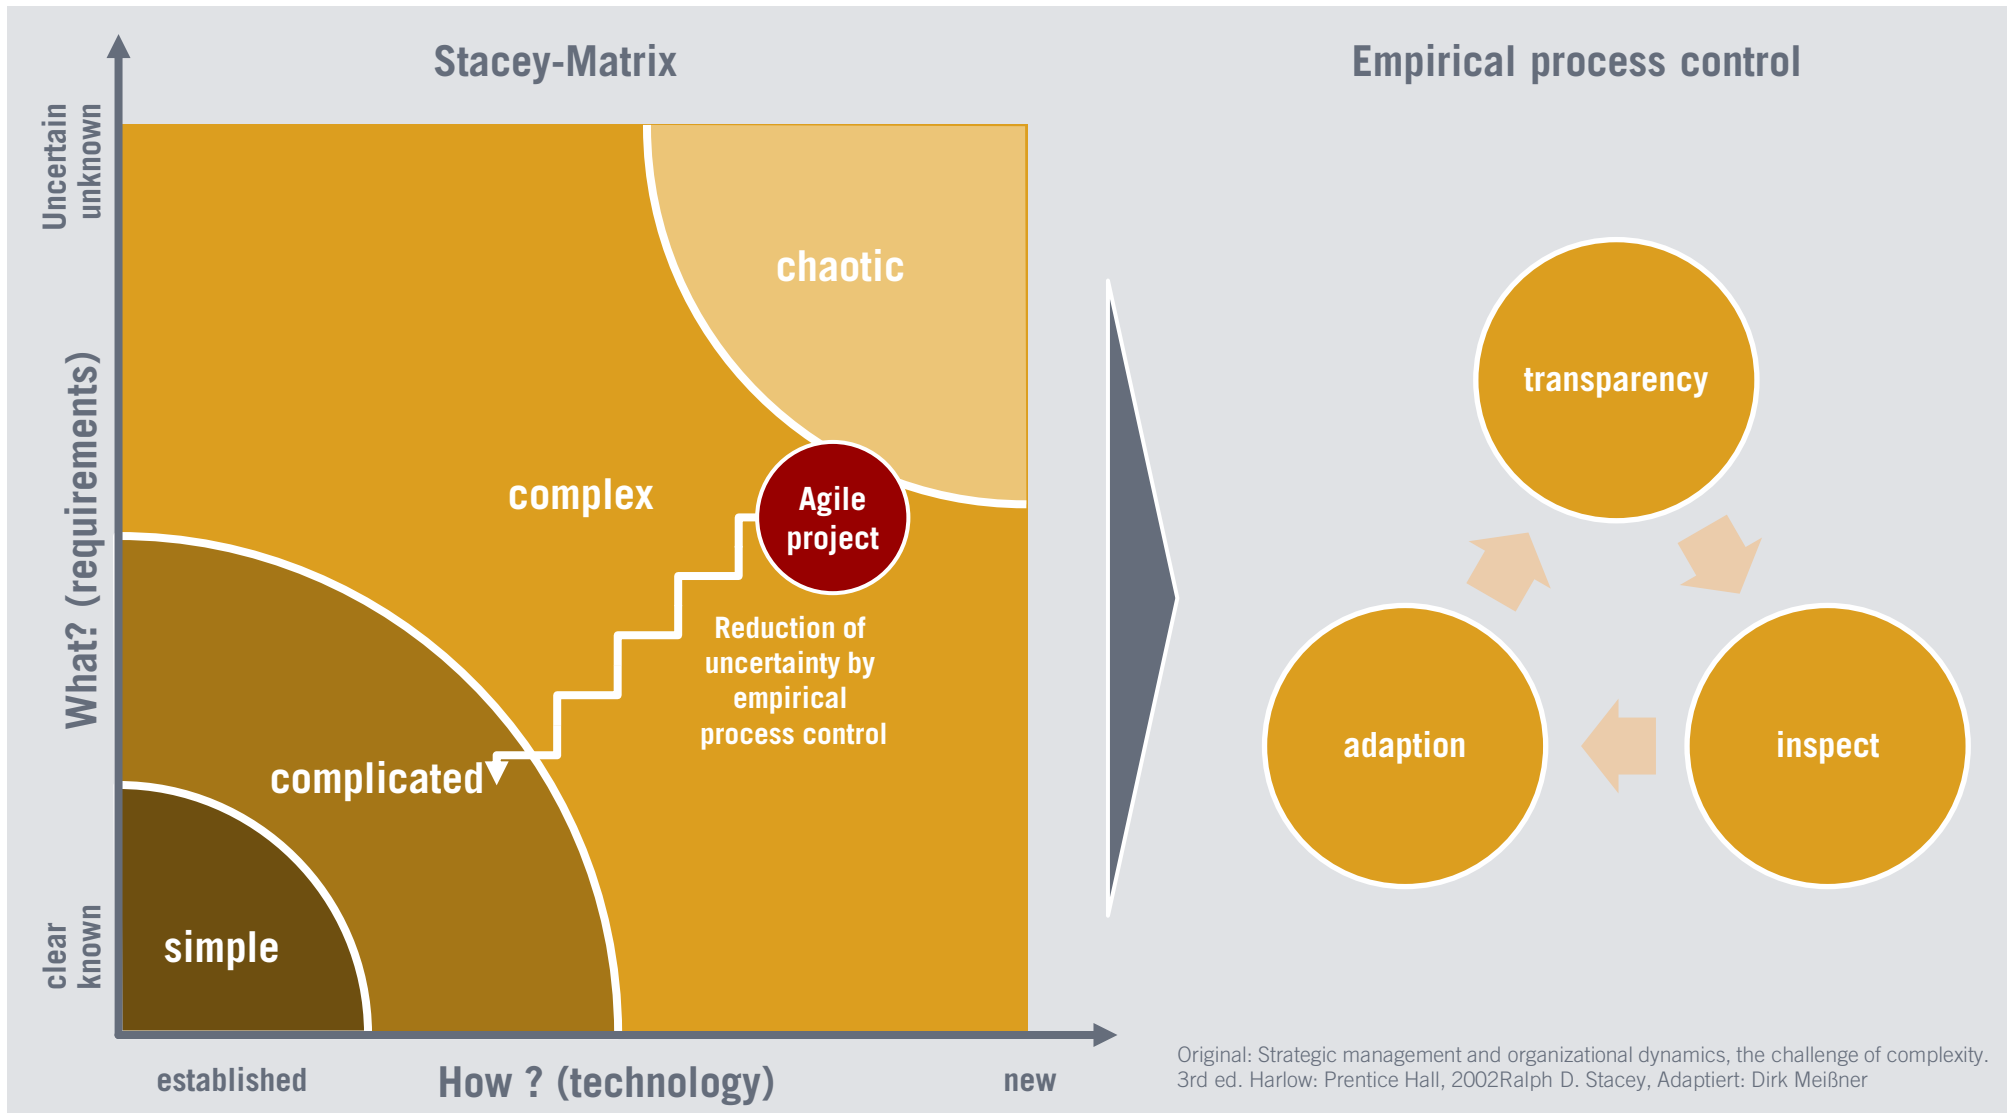 Stacey-Matrix
Empirical process control
Uncertain
unknown
What? (requirements)
clear
known
chaotic
complex
Agile
project
Reduction of
uncertainty by
empirical
process control
complicated
simple
established
How ? (technology)
new
transparency
adaption
inspect
Original: Strategic management and organizational dynamics, the challenge of complexity.
3rd ed. Harlow: Prentice Hall, 2002Ralph D. Stacey, Adaptiert: Dirk Meißner